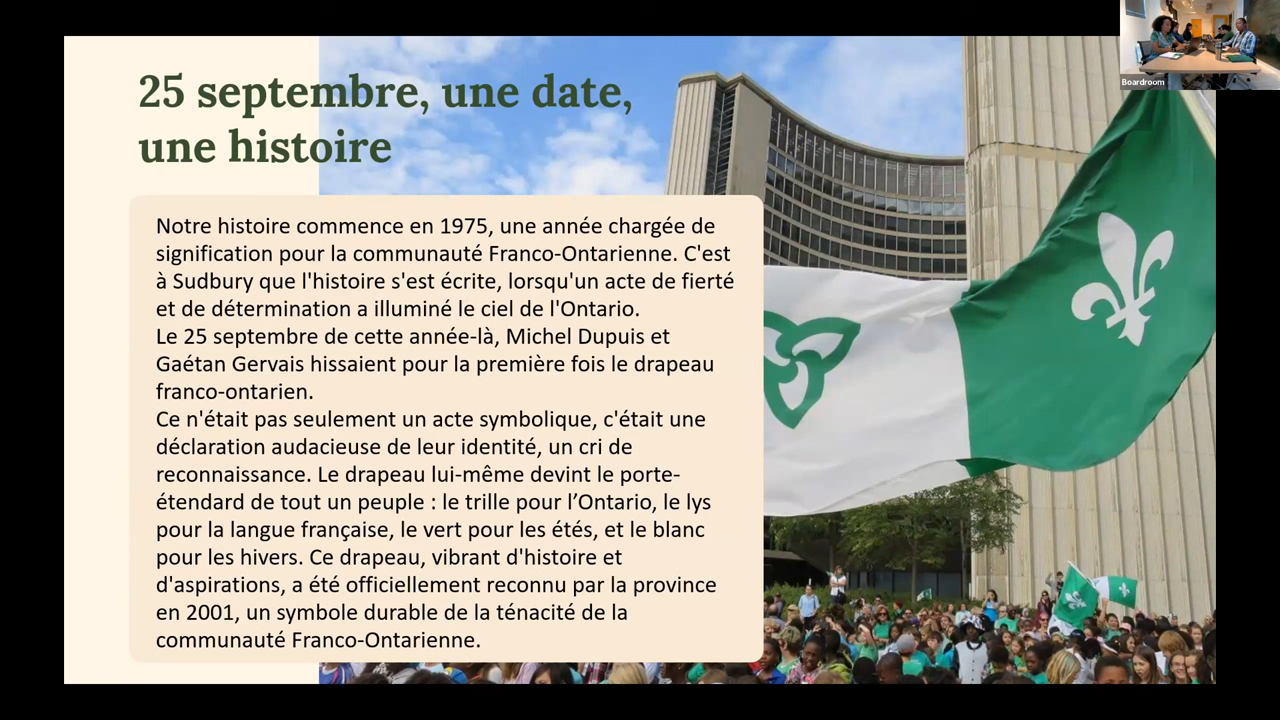 25 septembre, une date,
une histoire
Notre histoire commence en 1975, une année chargée de
signification pour la communauté Franco-Ontarienne. C'est
à Sudbury que l'histoire s'est écrite, lorsqu'un acte de fierté
et de détermination a illuminé le ciel de l'Ontario.
Le 25 septembre de cette année-là, Michel Dupuis et
Gaétan Gervais hissaient pour la première fois le drapeau
franco-ontarien.
Ce n'était pas seulement un acte symbolique, c'était une
déclaration audacieuse de leur identité, un cri de
reconnaissance. Le drapeau lui-même devint le porte-
étendard de tout un peuple : le trille pour l’Ontario, le lys
pour la langue française, le vert pour les étés, et le blanc
pour les hivers. Ce drapeau, vibrant d'histoire et
d'aspirations, a été officiellement reconnu par la province
en 2001, un symbole durable de la ténacité de la
communauté Franco-Ontarienne.
Boardroom